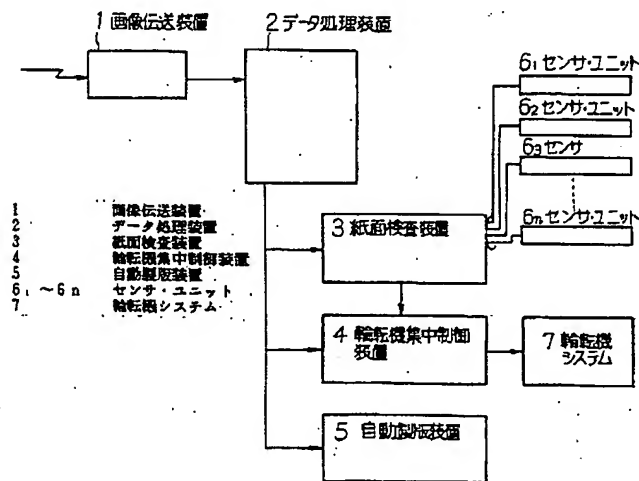 1 画像伝送装置
2 データ処理装置
6₁ センサ・ユニット
6₂ センサ・ユニット
6₃ センサ
6n センサ・ユニット
3 紙面検査装置
4 輪転機集中制御
装置
7 輪転機
システム
5 自動製版装置
1 画像伝送装置
2 データ処理装置
3 紙面検査装置
4 輪転機集中制御装置
5 自動製版装置
6₁ ~6n センサ・ユニット
7 輪転機システム